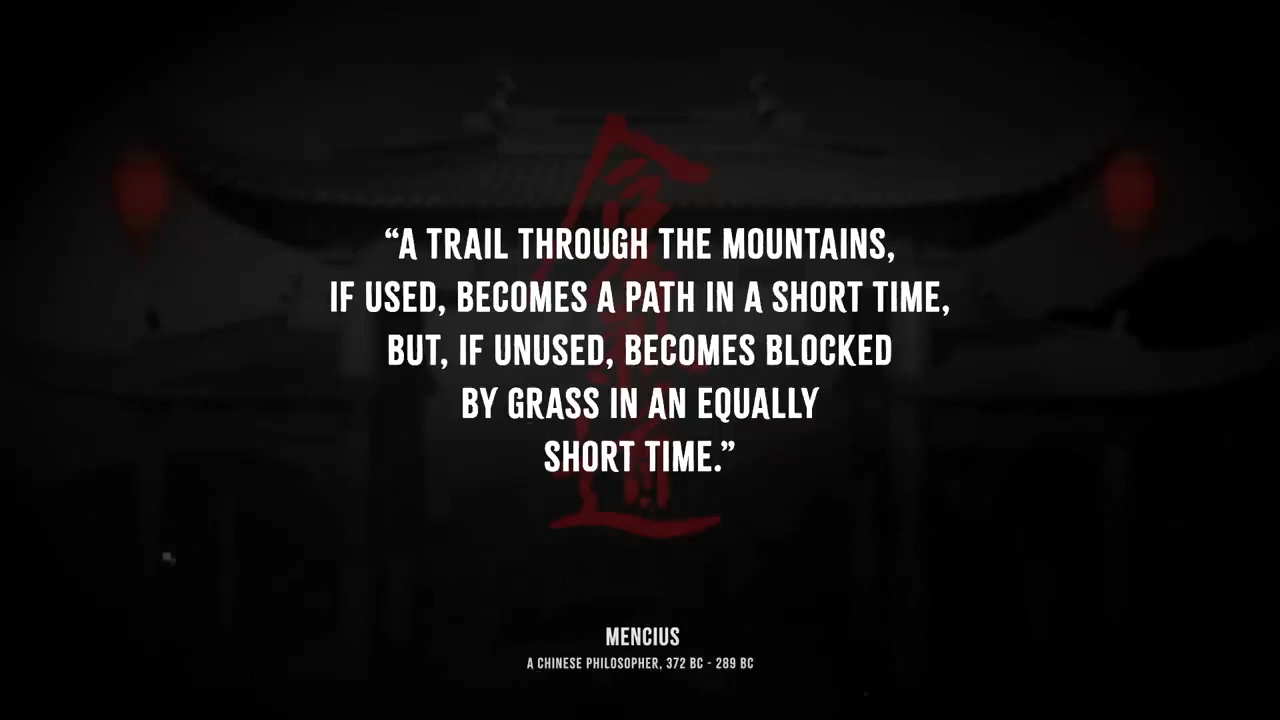 “A TRAIL THROUGH THE MOUNTAINS,
IF USED, BECOMES A PATH IN A SHORT TIME,
BUT, IF UNUSED, BECOMES BLOCKED
BY GRASS IN AN EQUALLY
SHORT TIME.”
MENCIUS
A CHINESE PHILOSOPHER, 372 BC - 289 BC